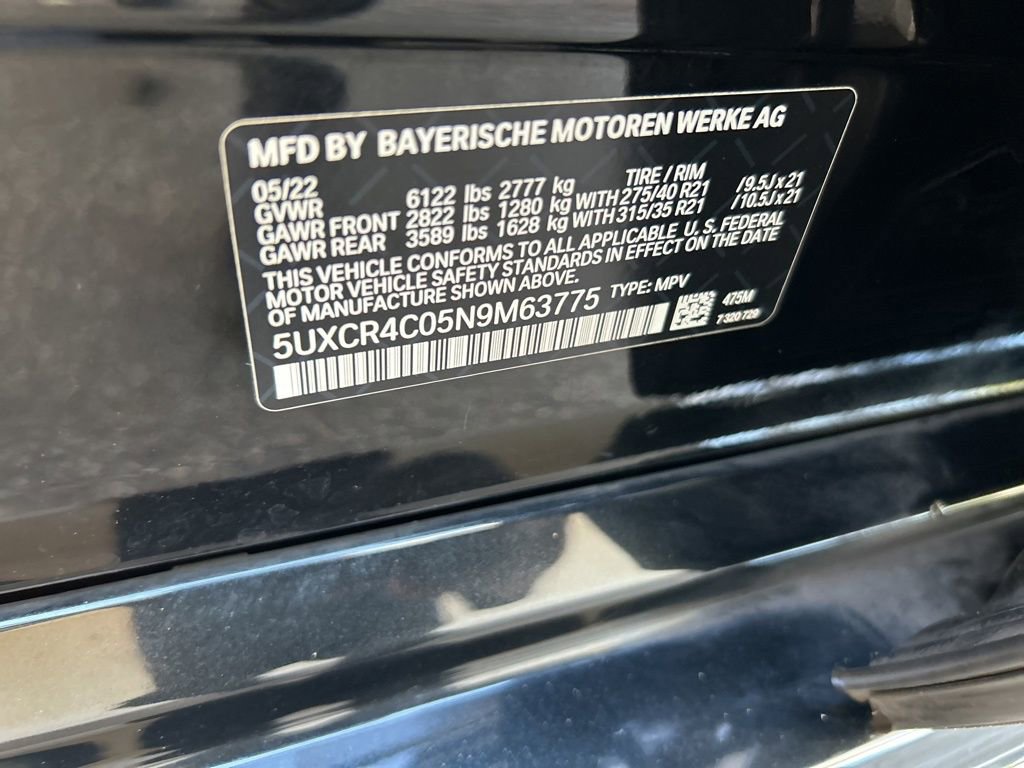 MFD BY BAYERISCHE MOTOREN WERKE AG
05/22 TIRE / RIM
GVWR 6122 lbs 2777 kg
GAWR FRONT 2822 lbs 1280 kg WITH 275/40 R21 /9.5J x 21
GAWR REAR 3589 lbs 1628 kg WITH 315/35 R21 /10.5J x 21
THIS VEHICLE CONFORMS TO ALL APPLICABLE U. S. FEDERAL
MOTOR VEHICLE SAFETY STANDARDS IN EFFECT ON THE DATE
OF MANUFACTURE SHOWN ABOVE.
5UXCR4C05N9M63775 TYPE: MPV
475M
7 320 729